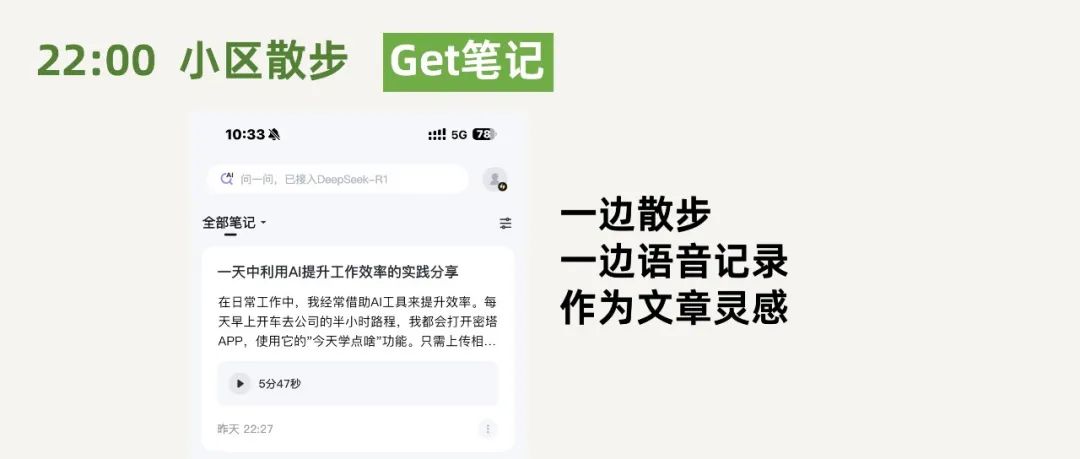 22:00 小区散步 Get笔记
10:33 5G 78
AI 问一问，已接入DeepSeek-R1
全部笔记
一天中利用AI提升工作效率的实践分享
在日常工作中，我经常借助AI工具来提升效率。每
天早上开车去公司的半小时路程，我都会打开密塔
APP，使用它的”今天学点啥”功能。只需上传相...
5分47秒
昨天 22:27
一边散步
一边语音记录
作为文章灵感